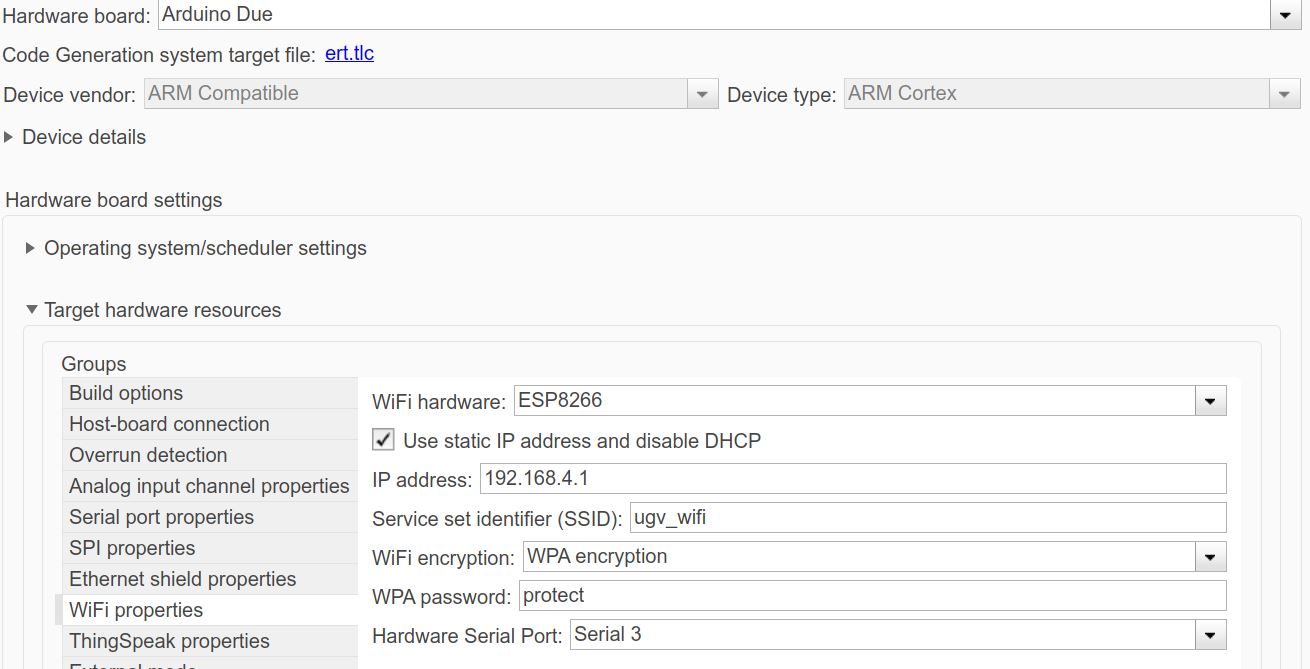 Hardware board: Arduino Due
Code Generation system target file: ert.tlc
Device vendor: ARM Compatible Device type: ARM Cortex
Device details
Hardware board settings
Operating system/scheduler settings
Target hardware resources
Groups
Build options
Host-board connection
Overrun detection
Analog input channel properties
Serial port properties
SPI properties
Ethernet shield properties
WiFi properties
ThingSpeak properties
External mode
WiFi hardware: ESP8266
Use static IP address and disable DHCP
IP address: 192.168.4.1
Service set identifier (SSID): ugv_wifi
WiFi encryption: WPA encryption
WPA password: protect
Hardware Serial Port: Serial 3